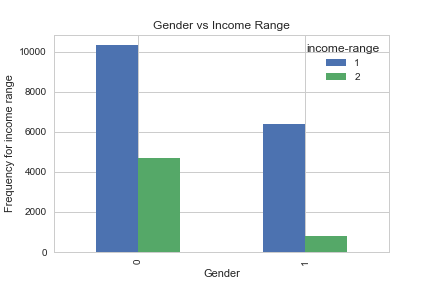 Gender vs Income Range
income-range
1
2
10000
8000
6000
4000
2000
0
Frequency for income range
0
1
Gender